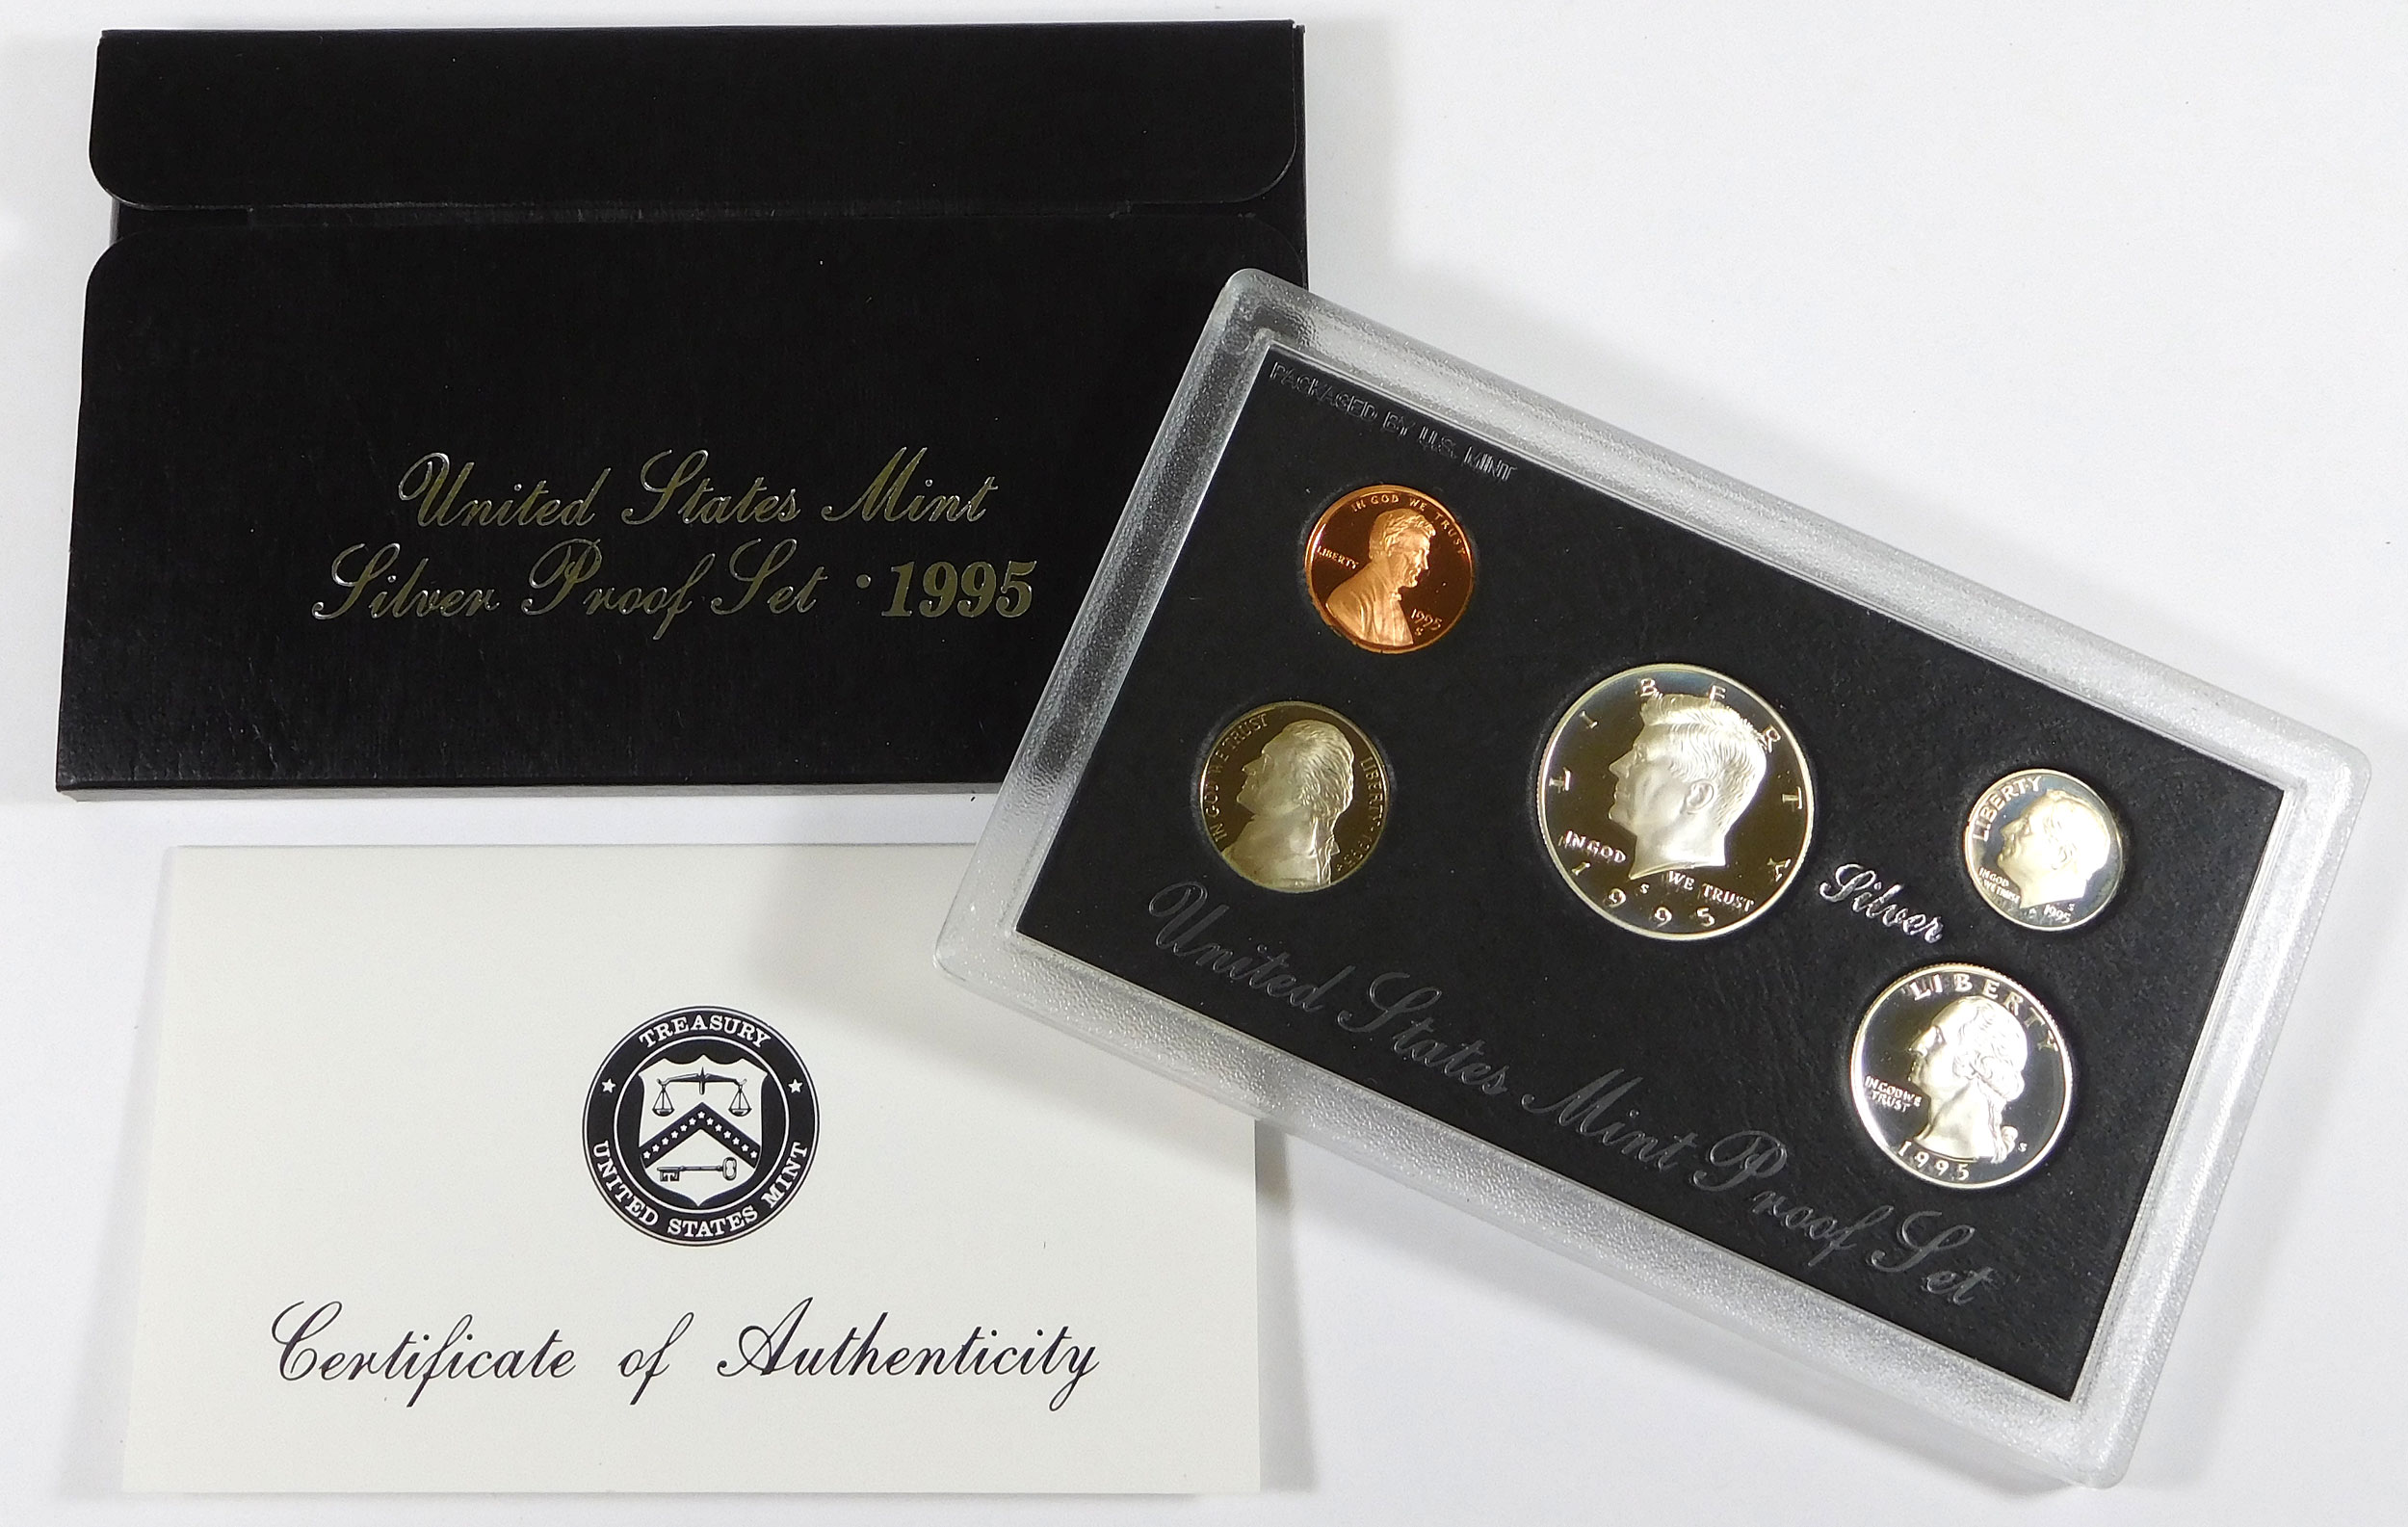 United States Mint
Silver Proof Set · 1995
PACKAGED BY U.S. MINT
IN GOD WE TRUST
LIBERTY
1995
S
IN GOD WE TRUST
LIBERTY 1995
S
LIBERTY
IN GOD
WE TRUST
S
1995
Silver
LIBERTY
IN GOD
WE TRUST
S
1995
LIBERTY
IN GOD WE
TRUST
S
1995
United States Mint Proof Set
TREASURY
UNITED STATES MINT
Certificate of Authenticity